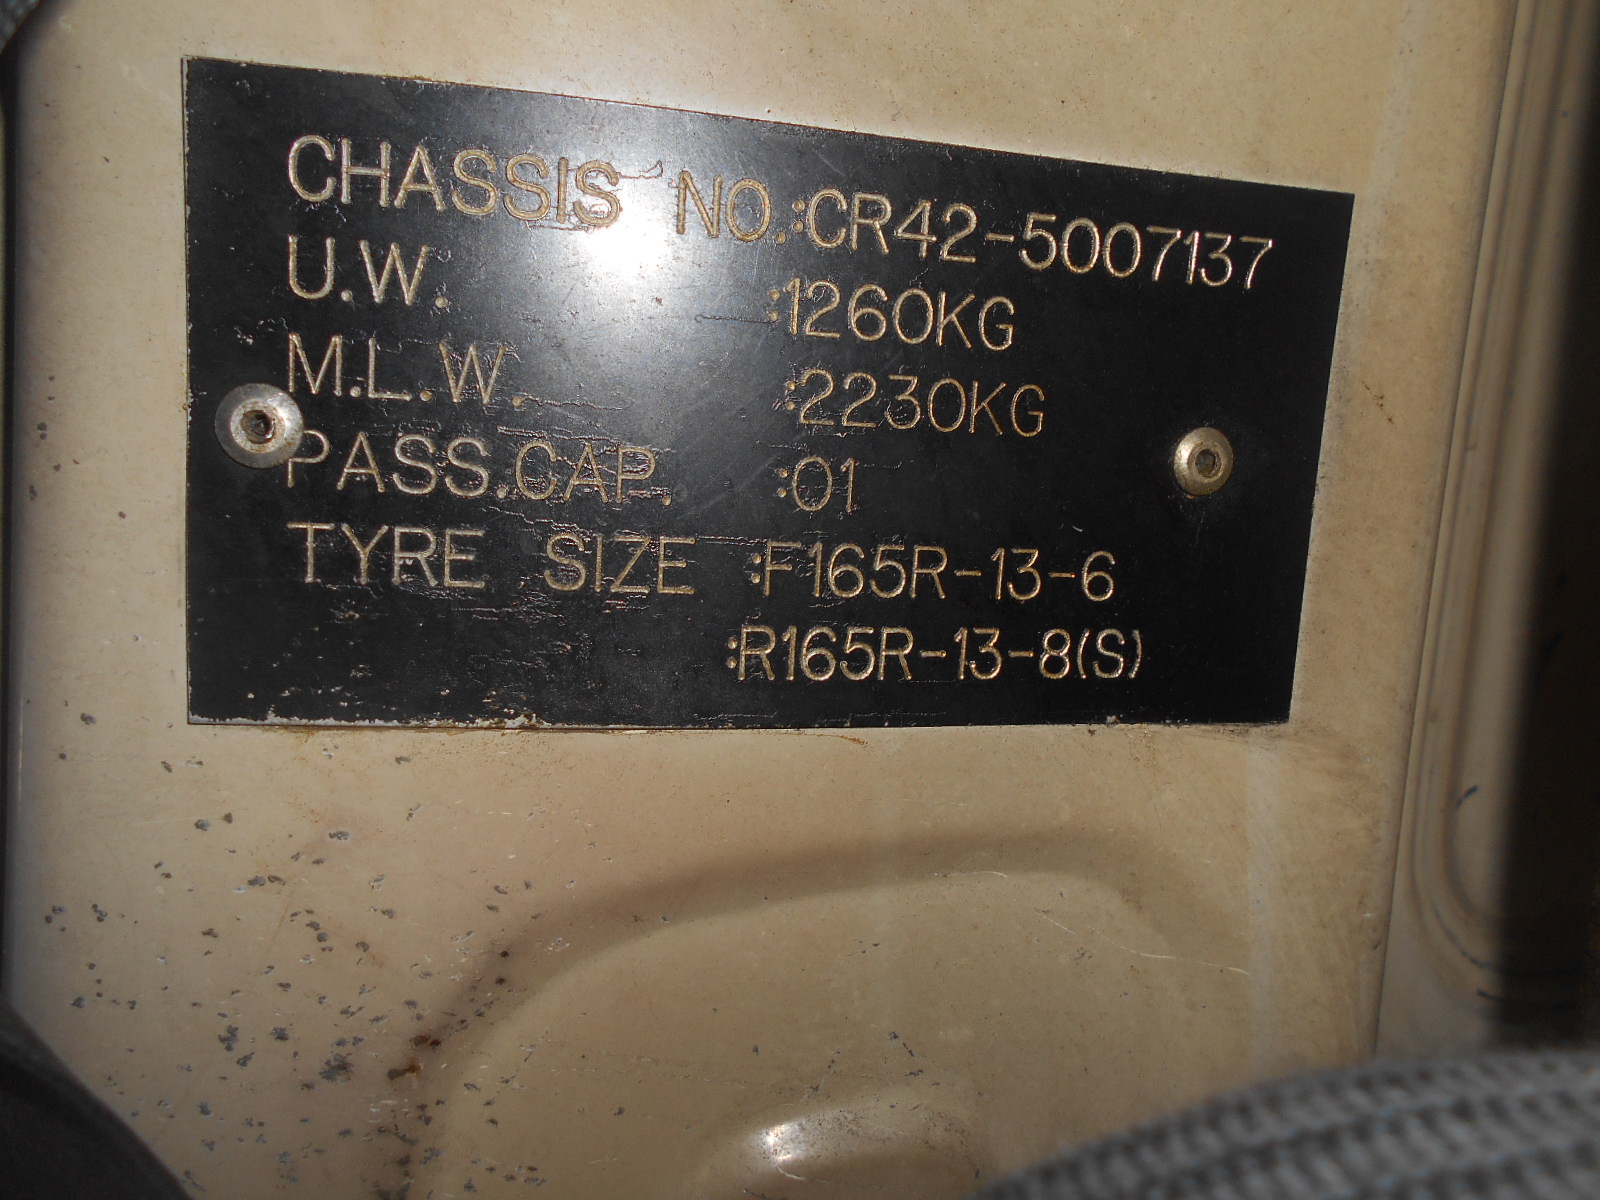 CHASSIS NO.:CR42-5007137
U.W. :1260KG
M.L.W. :2230KG
PASS.CAP. :01
TYRE SIZE :F165R-13-6
:R165R-13-8(S)